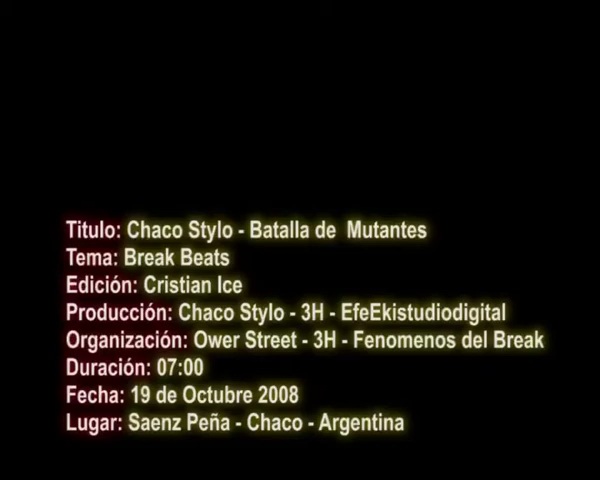 Titulo: Chaco Stylo - Batalla de Mutantes
Tema: Break Beats
Edición: Cristian Ice
Producción: Chaco Stylo - 3H - EfeEkistudiodigital
Organización: Ower Street - 3H - Fenomenos del Break
Duración: 07:00
Fecha: 19 de Octubre 2008
Lugar: Saenz Peña - Chaco - Argentina